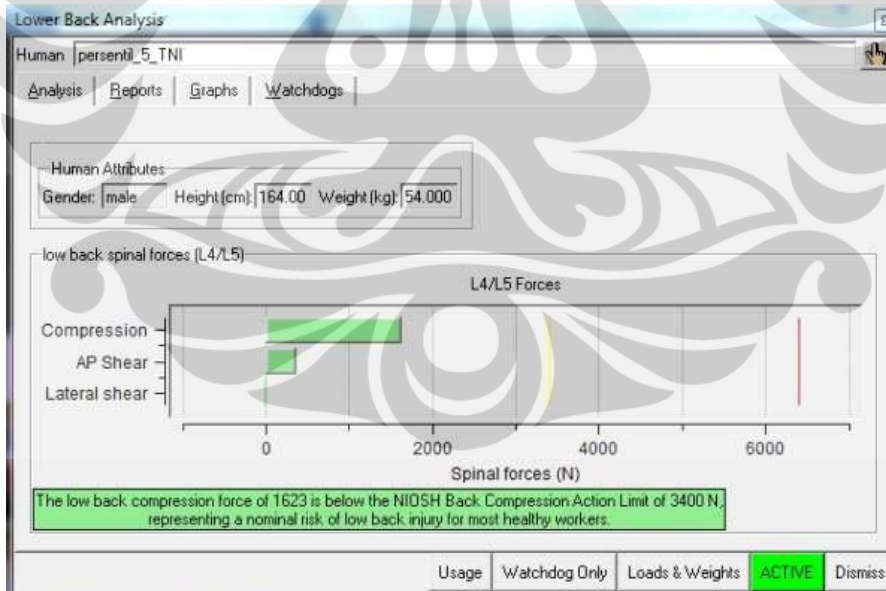 Lower Back Analysis
Human persentil_5_TNI
Analysis Reports Graphs Watchdogs
Human Attributes
Gender: male Height (cm): 164.00 Weight (kg): 54.000
low back spinal forces (L4/L5)
L4/L5 Forces
Compression
AP Shear
Lateral shear
0 2000 4000 6000
Spinal forces (N)
The low back compression force of 1623 is below the NIOSH Back Compression Action Limit of 3400 N,
representing a nominal risk of low back injury for most healthy workers.
Usage Watchdog Only Loads & Weights ACTIVE Dismiss